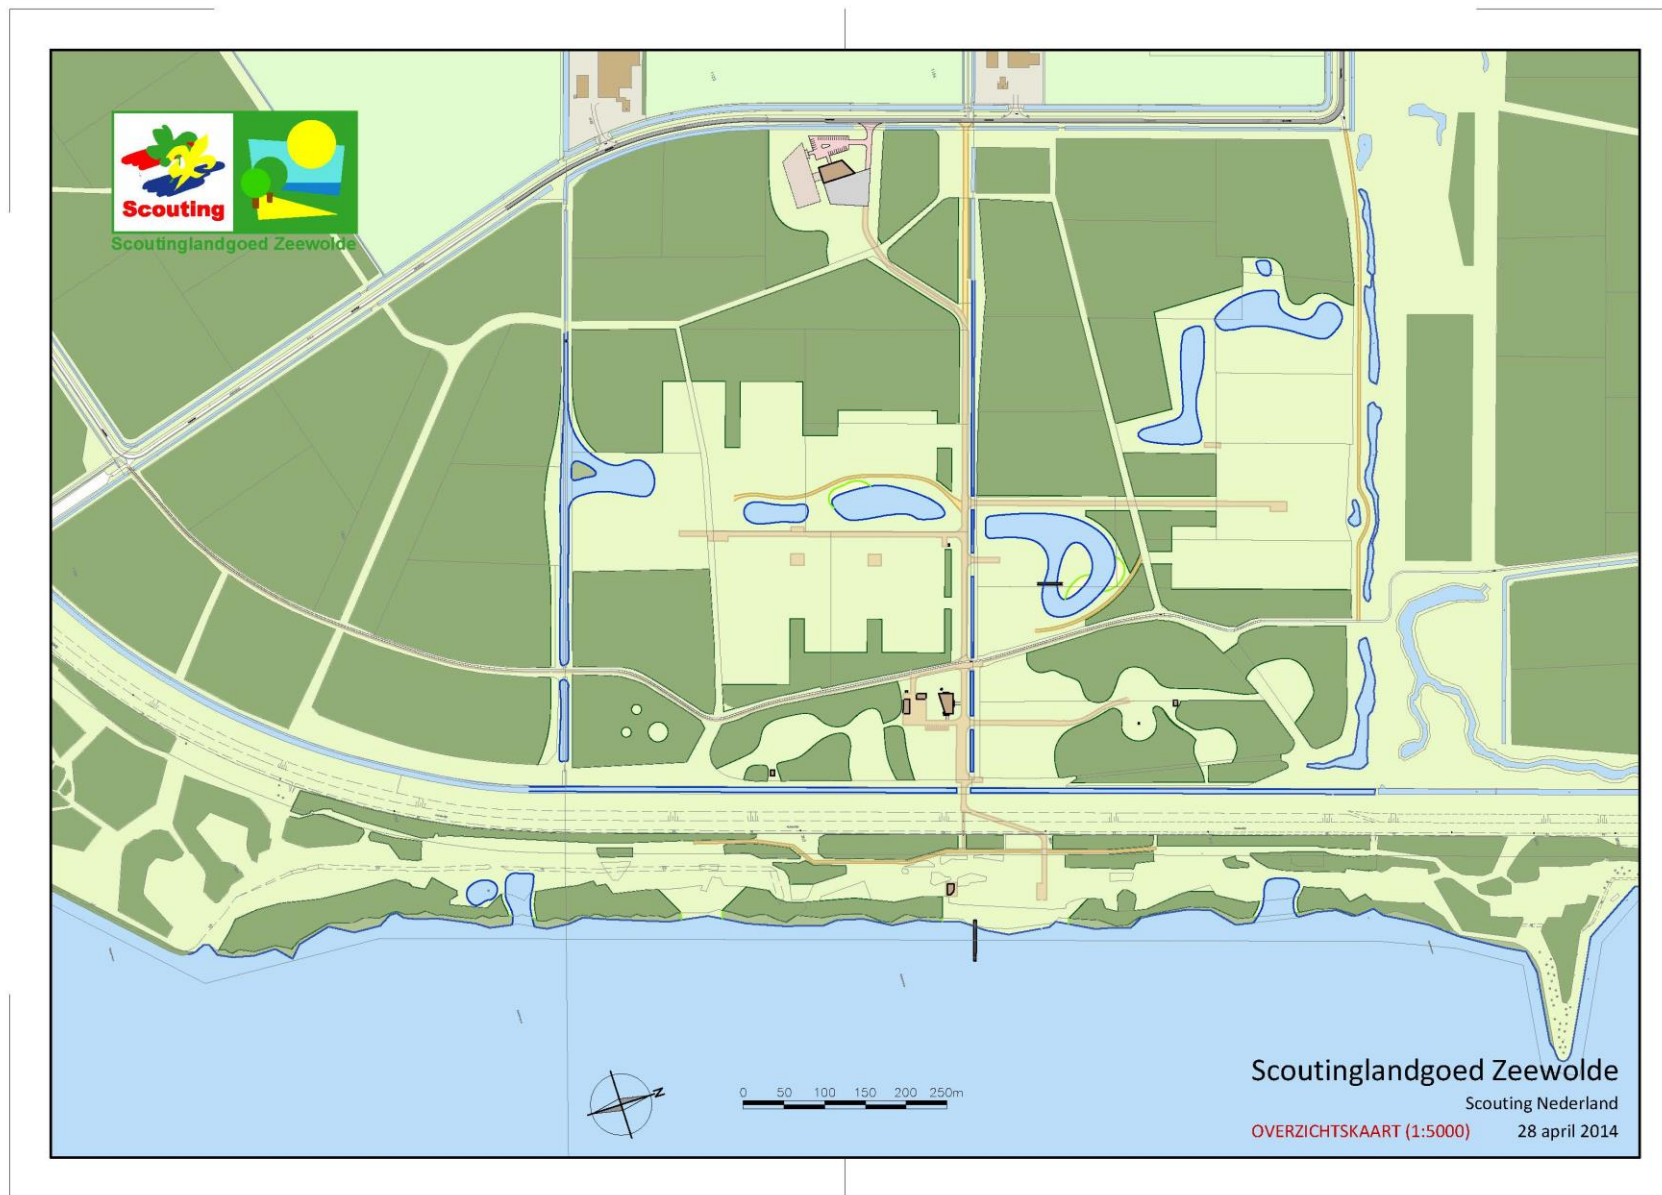 Scouting
Scoutinglandgoed Zeewolde
N
0 50 100 150 200 250m
Scoutinglandgoed Zeewolde
Scouting Nederland
OVERZICHTSKAART (1:5000) 28 april 2014